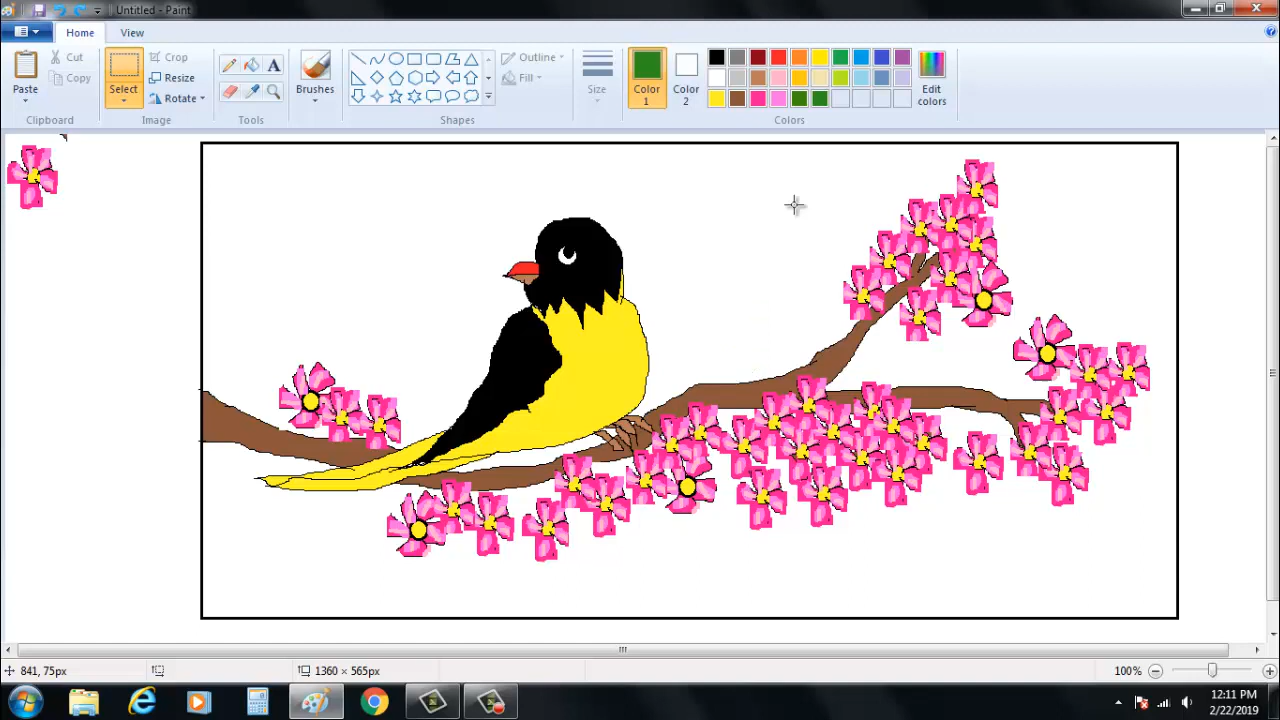 Untitled - Paint
Home View
Cut
Copy
Paste
Crop
Resize
Rotate
Select
A
Brushes
Outline
Fill
Size
Color 1
Color 2
Edit colors
Clipboard Image Tools Shapes Colors
841, 75px
1360 × 565px
100%
12:11 PM
2/22/2019